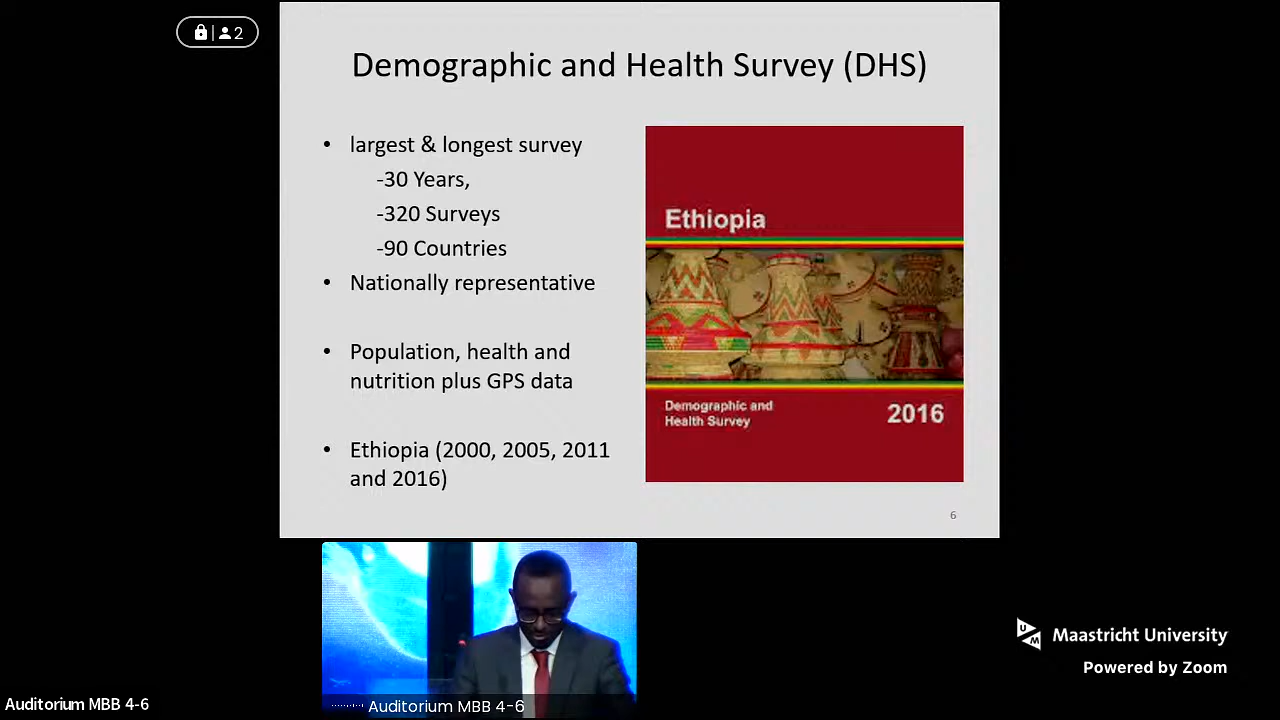 2
Demographic and Health Survey (DHS)
• largest & longest survey
-30 Years,
-320 Surveys
-90 Countries
• Nationally representative
• Population, health and
nutrition plus GPS data
• Ethiopia (2000, 2005, 2011
and 2016)
Ethiopia
Demographic and
Health Survey
2016
6
UM
Maastricht University
Powered by Zoom
Auditorium MBB 4-6
Auditorium MBB 4-6